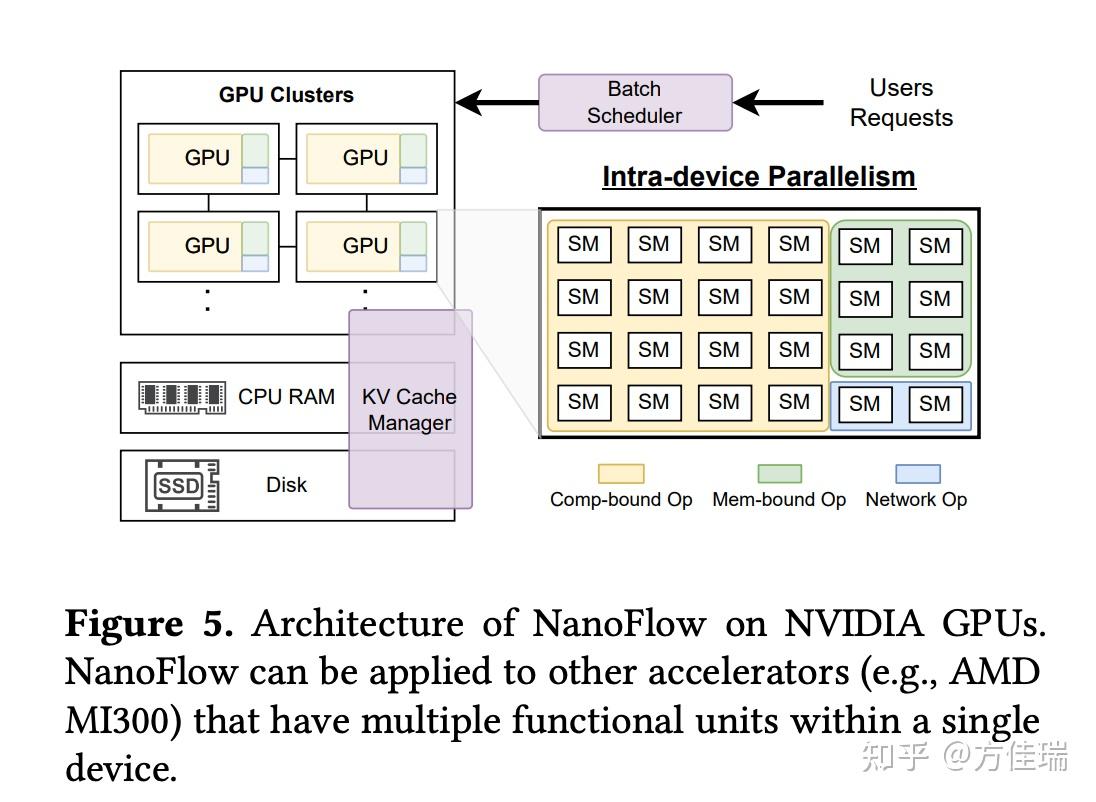 GPU Clusters
GPU GPU
GPU GPU
Batch
Scheduler
Users
Requests
Intra-device Parallelism
SM SM SM SM SM SM
SM SM SM SM SM SM
SM SM SM SM SM SM
SM SM SM SM SM SM
CPU RAM
KV Cache
Manager
SSD
Disk
Comp-bound Op Mem-bound Op Network Op
Figure 5. Architecture of NanoFlow on NVIDIA GPUs.
NanoFlow can be applied to other accelerators (e.g., AMD
MI300) that have multiple functional units within a single
device.
知乎 @方佳瑞